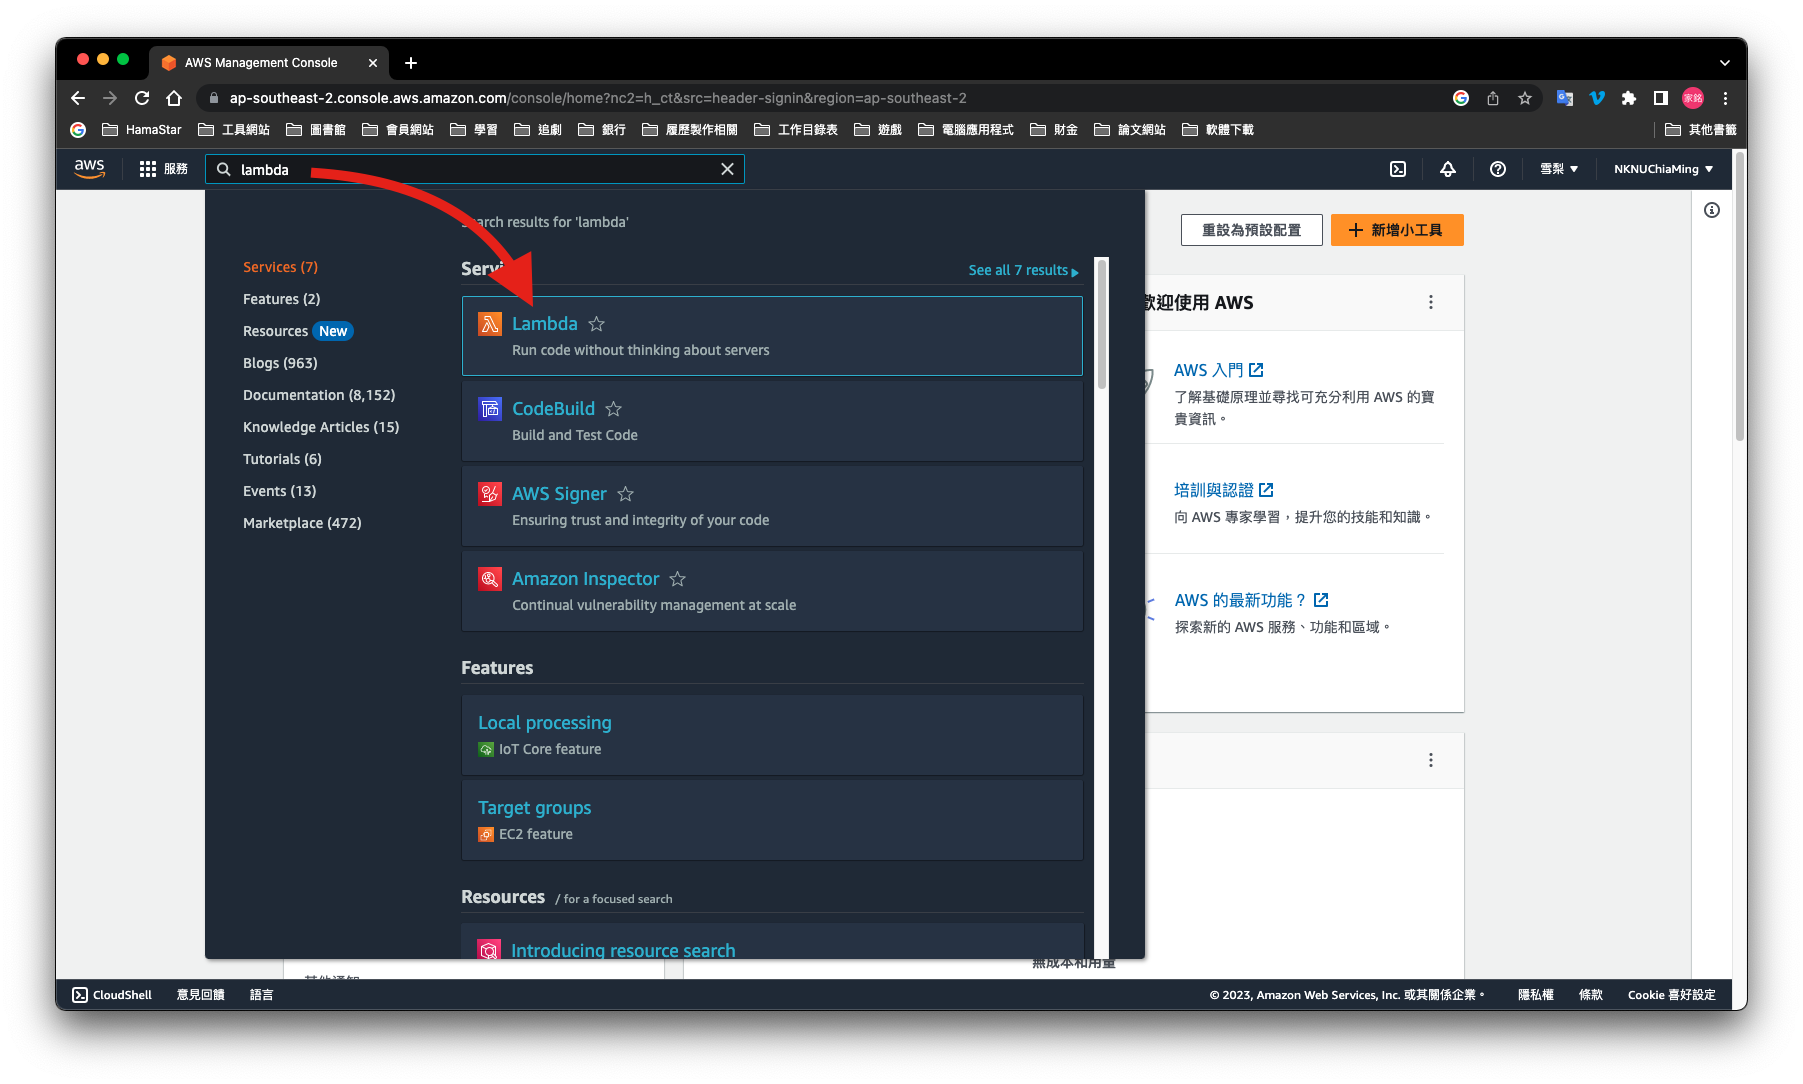 AWS Management Console
ap-southeast-2.console.aws.amazon.com/console/home?nc2=h_ct&src=header-signin&region=ap-southeast-2
家銘
HamaStar 工具網站 圖書館 會員網站 學習 追劇 銀行 履歷製作相關 工作目錄表 遊戲 電腦應用程式 財金 論文網站 軟體下載 其他書籤
aws 服務 lambda 雪梨 NKNUChiaMing
arch results for 'lambda'
重設為預設配置 新增小工具
Services (7)
Features (2)
Resources New
Blogs (963)
Documentation (8,152)
Knowledge Articles (15)
Tutorials (6)
Events (13)
Marketplace (472)
Servi See all 7 results
Lambda
Run code without thinking about servers
CodeBuild
Build and Test Code
AWS Signer
Ensuring trust and integrity of your code
Amazon Inspector
Continual vulnerability management at scale
Features
Local processing
IoT Core feature
Target groups
EC2 feature
Resources / for a focused search
Introducing resource search
歡迎使用 AWS
AWS 入門
了解基礎原理並尋找可充分利用 AWS 的寶
貴資訊。
培訓與認證
向 AWS 專家學習，提升您的技能和知識。
AWS 的最新功能？
探索新的 AWS 服務、功能和區域。
其他通知
無成本和用量
CloudShell 意見回饋 語言 © 2023, Amazon Web Services, Inc. 或其關係企業。 隱私權 條款 Cookie 喜好設定